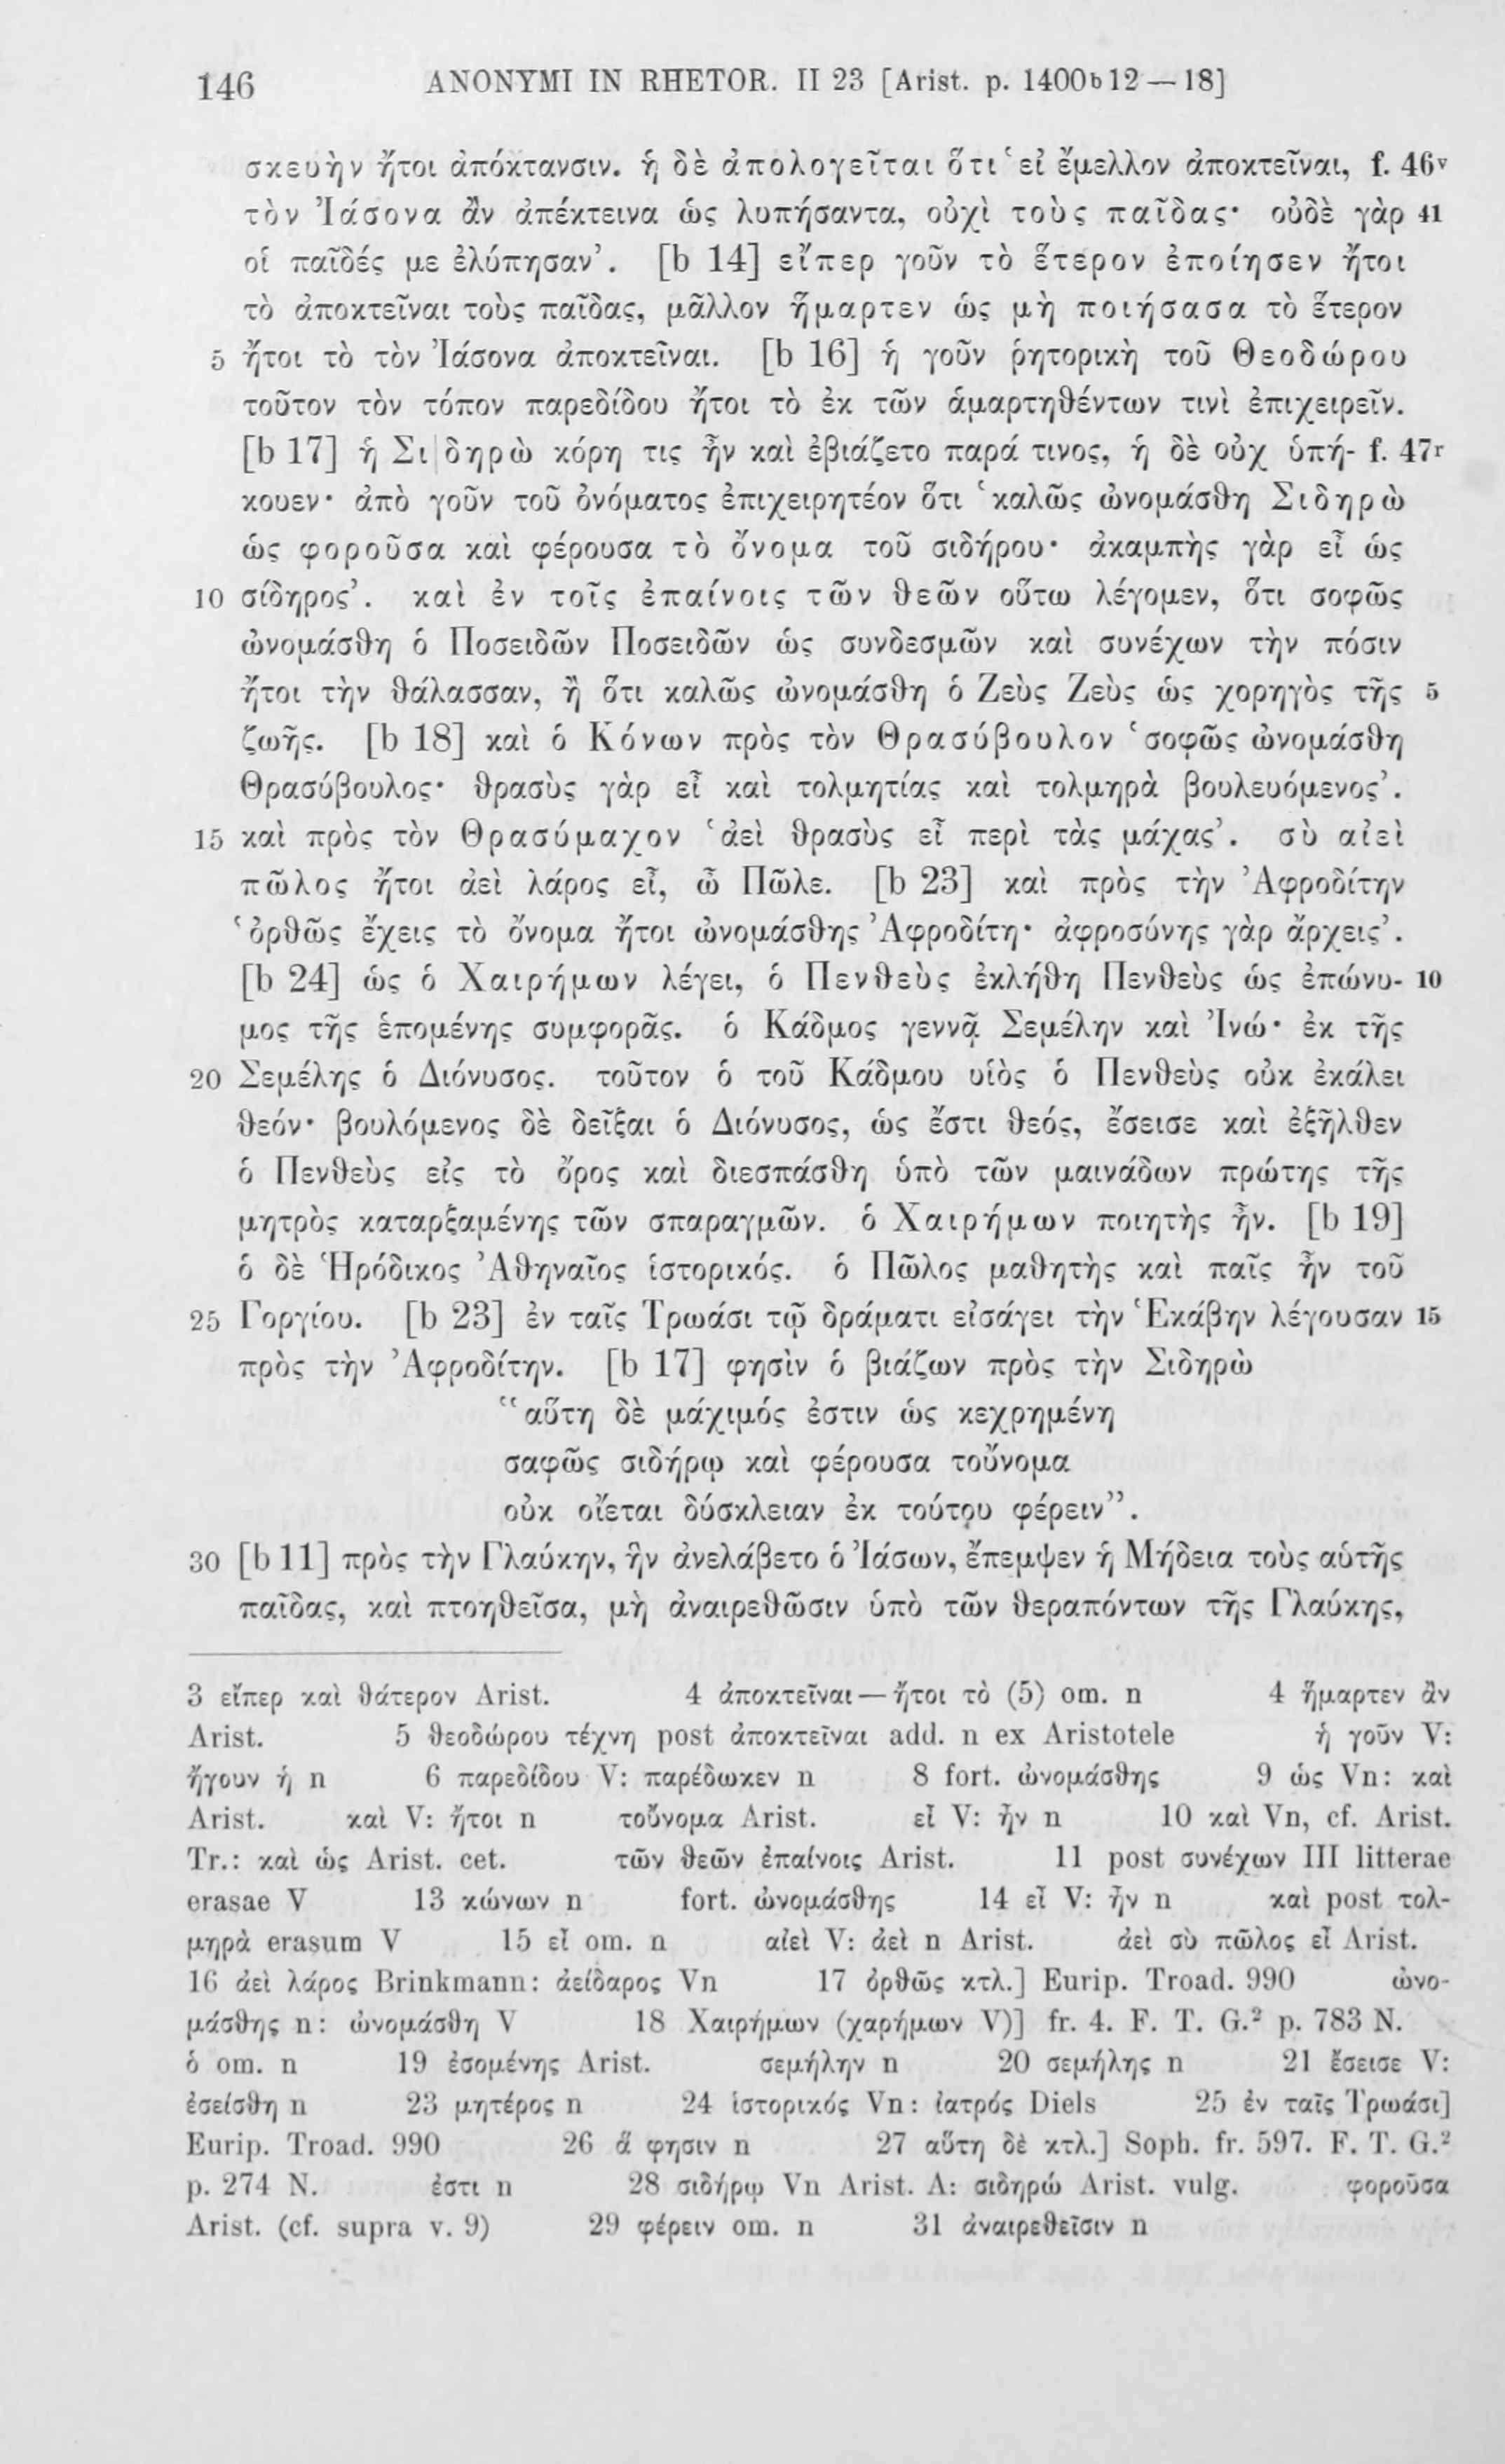 146 ANONYMI IN RHETOR. II 23 [Arist. p. 1400b12—18]
σκευὴν ἤτοι ἀπόκτανσιν. ἡ δὲ ἀπολογεῖται ὅτι ‘εἰ ἔμελλον ἀποκτεῖναι, f. 46v
τὸν Ἰάσονα ἂν ἀπέκτεινα ὡς λυπήσαντα, οὐχὶ τοὺς παῖδας· οὐδὲ γὰρ 41
οἱ παῖδές με ἐλύπησαν’. [b 14] εἴπερ γοῦν τὸ ἕτερον ἐποίησεν ἤτοι
τὸ ἀποκτεῖναι τοὺς παῖδας, μᾶλλον ἥμαρτεν ὡς μὴ ποιήσασα τὸ ἕτερον
5 ἤτοι τὸ τὸν Ἰάσονα ἀποκτεῖναι. [b 16] ἡ γοῦν ῥητορικὴ τοῦ Θεοδώρου
τοῦτον τὸν τόπον παρεδίδου ἤτοι τὸ ἐκ τῶν ἁμαρτηθέντων τινὶ ἐπιχειρεῖν.
[b 17] ἡ Σι|δηρὼ κόρη τις ἦν καὶ ἐβιάζετο παρά τινος, ἡ δὲ οὐχ ὑπή- f. 47r
κουεν· ἀπὸ γοῦν τοῦ ὀνόματος ἐπιχειρητέον ὅτι ‘καλῶς ὠνομάσθη Σιδηρὼ
ὡς φοροῦσα καὶ φέρουσα τὸ ὄνομα τοῦ σιδήρου· ἀκαμπὴς γὰρ εἶ ὡς
10 σίδηρος’. καὶ ἐν τοῖς ἐπαίνοις τῶν θεῶν οὕτω λέγομεν, ὅτι σοφῶς
ὠνομάσθη ὁ Ποσειδῶν Ποσειδῶν ὡς συνδεσμῶν καὶ συνέχων τὴν πόσιν
ἤτοι τὴν θάλασσαν, ἢ ὅτι καλῶς ὠνομάσθη ὁ Ζεὺς Ζεὺς ὡς χορηγὸς τῆς 5
ζωῆς. [b 18] καὶ ὁ Κόνων πρὸς τὸν Θρασύβουλον ‘σοφῶς ὠνομάσθη
Θρασύβουλος· θρασὺς γὰρ εἶ καὶ τολμητίας καὶ τολμηρὰ βουλευόμενος’.
15 καὶ πρὸς τὸν Θρασύμαχον ‘ἀεὶ θρασὺς εἶ περὶ τὰς μάχας’. σὺ αἰεὶ
πῶλος ἤτοι ἀεὶ λάρος εἶ, ὦ Πῶλε. [b 23] καὶ πρὸς τὴν Ἀφροδίτην
‘ὀρθῶς ἔχεις τὸ ὄνομα ἤτοι ὠνομάσθης Ἀφροδίτη· ἀφροσύνης γὰρ ἄρχεις’.
[b 24] ὡς ὁ Χαιρήμων λέγει, ὁ Πενθεὺς ἐκλήθη Πενθεὺς ὡς ἐπώνυ- 10
μος τῆς ἑπομένης συμφορᾶς. ὁ Κάδμος γεννᾷ Σεμέλην καὶ Ἰνώ· ἐκ τῆς
20 Σεμέλης ὁ Διόνυσος. τοῦτον ὁ τοῦ Κάδμου υἱὸς ὁ Πενθεὺς οὐκ ἐκάλει
θεόν· βουλόμενος δὲ δεῖξαι ὁ Διόνυσος, ὡς ἔστι θεός, ἔσεισε καὶ ἐξῆλθεν
ὁ Πενθεὺς εἰς τὸ ὄρος καὶ διεσπάσθη ὑπὸ τῶν μαινάδων πρώτης τῆς
μητρὸς καταρξαμένης τῶν σπαραγμῶν. ὁ Χαιρήμων ποιητὴς ἦν. [b 19]
ὁ δὲ Ἡρόδικος Ἀθηναῖος ἱστορικός. ὁ Πῶλος μαθητὴς καὶ παῖς ἦν τοῦ
25 Γοργίου. [b 23] ἐν ταῖς Τρωάσι τῷ δράματι εἰσάγει τὴν Ἑκάβην λέγουσαν 15
πρὸς τὴν Ἀφροδίτην. [b 17] φησὶν ὁ βιάζων πρὸς τὴν Σιδηρὼ
“αὕτη δὲ μάχιμός ἐστιν ὡς κεχρημένη
σαφῶς σιδήρῳ καὶ φέρουσα τοὔνομα
οὐκ οἴεται δύσκλειαν ἐκ τούτου φέρειν”.
30 [b 11] πρὸς τὴν Γλαύκην, ἣν ἀνελάβετο ὁ Ἰάσων, ἔπεμψεν ἡ Μήδεια τοὺς αὑτῆς
παῖδας, καὶ πτοηθεῖσα, μὴ ἀναιρεθῶσιν ὑπὸ τῶν θεραπόντων τῆς Γλαύκης,
3 εἴπερ καὶ θάτερον Arist. 4 ἀποκτεῖναι—ἤτοι τὸ (5) om. n 4 ἥμαρτεν ἂν
Arist. 5 θεοδώρου τέχνη post ἀποκτεῖναι add. n ex Aristotele ἡ γοῦν V:
ἤγουν ἡ n 6 παρεδίδου V: παρέδωκεν n 8 fort. ὠνομάσθης 9 ὡς Vn: καὶ
Arist. καὶ V: ἤτοι n τοὔνομα Arist. εἶ V: ἦν n 10 καὶ Vn, cf. Arist.
Tr.: καὶ ὡς Arist. cet. τῶν θεῶν ἐπαίνοις Arist. 11 post συνέχων III litterae
erasae V 13 κώνων n fort. ὠνομάσθης 14 εἶ V: ἦν n καὶ post τολ-
μηρὰ erasum V 15 εἶ om. n αἰεὶ V: ἀεὶ n Arist. ἀεὶ σὺ πῶλος εἶ Arist.
16 ἀεὶ λάρος Brinkmann: ἀείδαρος Vn 17 ὀρθῶς κτλ.] Eurip. Troad. 990 ὠνο-
μάσθης n: ὠνομάσθη V 18 Χαιρήμων (χαρήμων V)] fr. 4. F. T. G.² p. 783 N.
ὁ om. n 19 ἐσομένης Arist. σεμήλην n 20 σεμήλης n 21 ἔσεισε V:
ἐσείσθη n 23 μητέρος n 24 ἱστορικός Vn: ἰατρός Diels 25 ἐν ταῖς Τρωάσι]
Eurip. Troad. 990 26 ἅ φησιν n 27 αὕτη δὲ κτλ.] Soph. fr. 597. F. T. G.²
p. 274 N. ἐστι n 28 σιδήρῳ Vn Arist. A: σιδηρώ Arist. vulg. φοροῦσα
Arist. (cf. supra v. 9) 29 φέρειν om. n 31 ἀναιρεθεῖσιν n